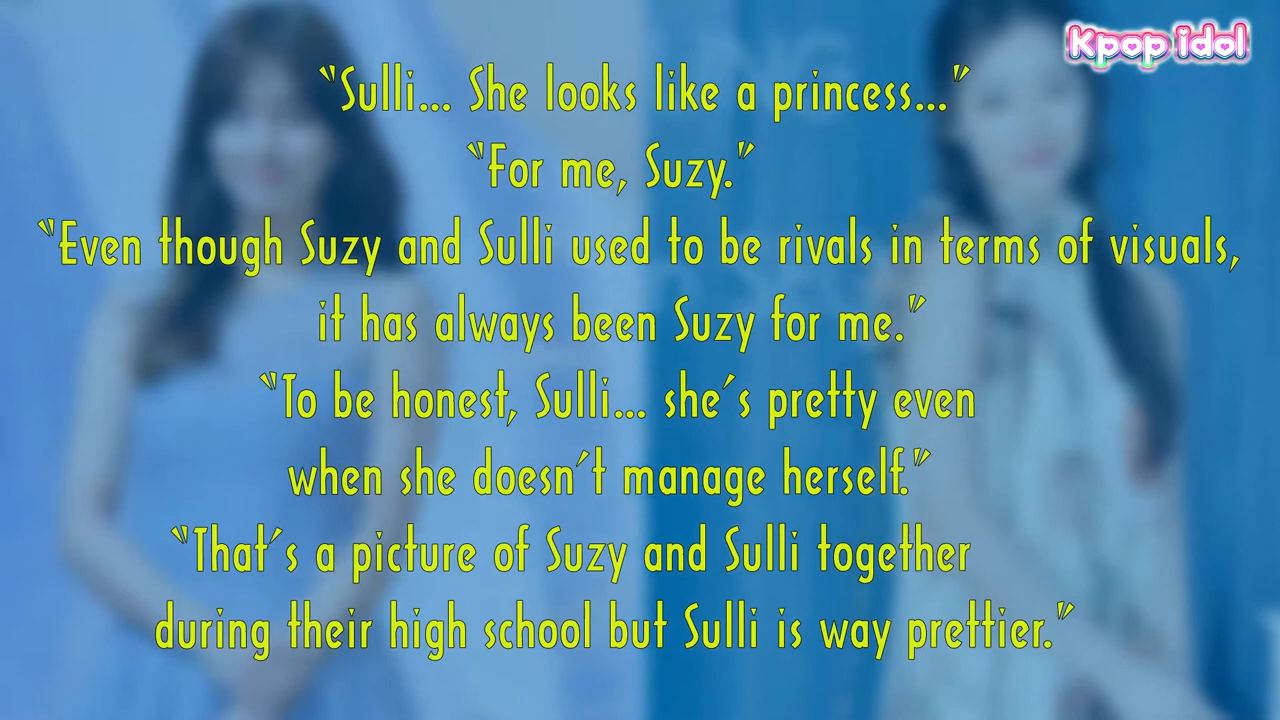 Kpop idol
“Sulli... She looks like a princess...”
“For me, Suzy.”
“Even though Suzy and Sulli used to be rivals in terms of visuals,
it has always been Suzy for me.”
“To be honest, Sulli... she's pretty even
when she doesn't manage herself.”
“That's a picture of Suzy and Sulli together
during their high school but Sulli is way prettier.”